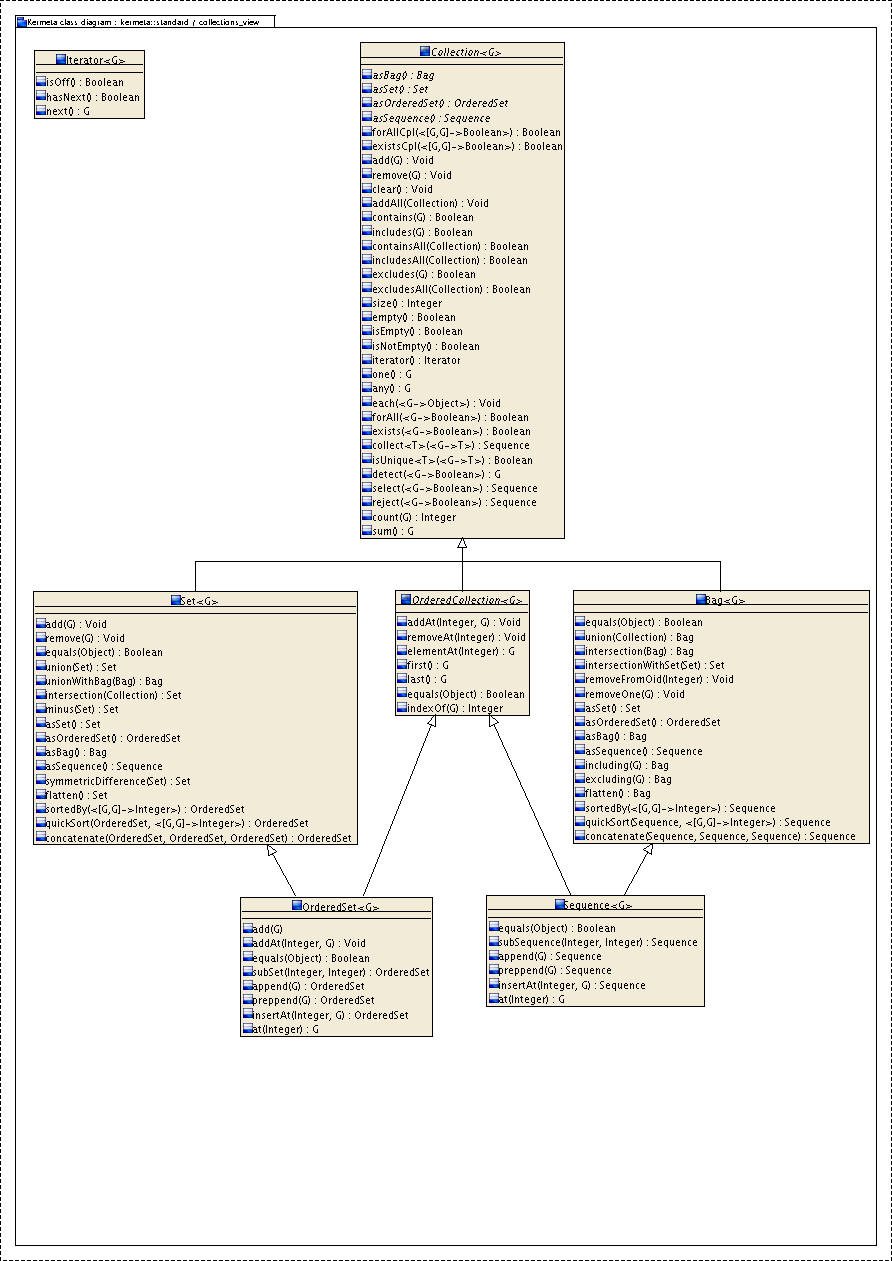 Kermeta class diagram : kermeta::standard / collections_view
Iterator<G>
isOff() : Boolean
hasNext() : Boolean
next() : G
Collection<G>
asBag() : Bag
asSet() : Set
asOrderedSet() : OrderedSet
asSequence() : Sequence
forAllCpl(<[G,G]->Boolean>) : Boolean
existsCpl(<[G,G]->Boolean>) : Boolean
add(G) : Void
remove(G) : Void
clear() : Void
addAll(Collection) : Void
contains(G) : Boolean
includes(G) : Boolean
containsAll(Collection) : Boolean
includesAll(Collection) : Boolean
excludes(G) : Boolean
excludesAll(Collection) : Boolean
size() : Integer
empty() : Boolean
isEmpty() : Boolean
isNotEmpty() : Boolean
iterator() : Iterator
one() : G
any() : G
each(<G->Object>) : Void
forAll(<G->Boolean>) : Boolean
exists(<G->Boolean>) : Boolean
collect<T>(<G->T>) : Sequence
isUnique<T>(<G->T>) : Boolean
detect(<G->Boolean>) : G
select(<G->Boolean>) : Sequence
reject(<G->Boolean>) : Sequence
count(G) : Integer
sum() : G
Set<G>
add(G) : Void
remove(G) : Void
equals(Object) : Boolean
union(Set) : Set
unionWithBag(Bag) : Bag
intersection(Collection) : Set
minus(Set) : Set
asSet() : Set
asOrderedSet() : OrderedSet
asBag() : Bag
asSequence() : Sequence
symmetricDifference(Set) : Set
flatten() : Set
sortedBy(<[G,G]->Integer>) : OrderedSet
quickSort(OrderedSet, <[G,G]->Integer>) : OrderedSet
concatenate(OrderedSet, OrderedSet, OrderedSet) : OrderedSet
OrderedCollection<G>
addAt(Integer, G) : Void
removeAt(Integer) : Void
elementAt(Integer) : G
first() : G
last() : G
equals(Object) : Boolean
indexOf(G) : Integer
Bag<G>
equals(Object) : Boolean
union(Collection) : Bag
intersection(Bag) : Bag
intersectionWithSet(Set) : Set
removeFromOid(Integer) : Void
removeOne(G) : Void
asSet() : Set
asOrderedSet() : OrderedSet
asBag() : Bag
asSequence() : Sequence
including(G) : Bag
excluding(G) : Bag
flatten() : Bag
sortedBy(<[G,G]->Integer>) : Sequence
quickSort(Sequence, <[G,G]->Integer>) : Sequence
concatenate(Sequence, Sequence, Sequence) : Sequence
OrderedSet<G>
add(G)
addAt(Integer, G) : Void
equals(Object) : Boolean
subSet(Integer, Integer) : OrderedSet
append(G) : OrderedSet
preppend(G) : OrderedSet
insertAt(Integer, G) : OrderedSet
at(Integer) : G
Sequence<G>
equals(Object) : Boolean
subSequence(Integer, Integer) : Sequence
append(G) : Sequence
preppend(G) : Sequence
insertAt(Integer, G) : Sequence
at(Integer) : G